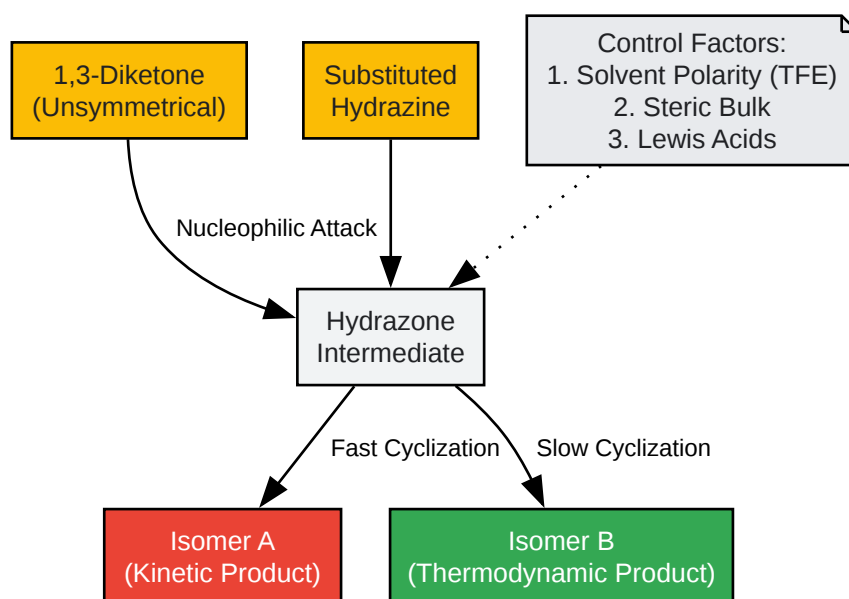 1,3-Diketone
(Unsymmetrical)
Substituted
Hydrazine
Control Factors:
1. Solvent Polarity (TFE)
2. Steric Bulk
3. Lewis Acids
Nucleophilic Attack
Hydrazone
Intermediate
Fast Cyclization
Slow Cyclization
Isomer A
(Kinetic Product)
Isomer B
(Thermodynamic Product)